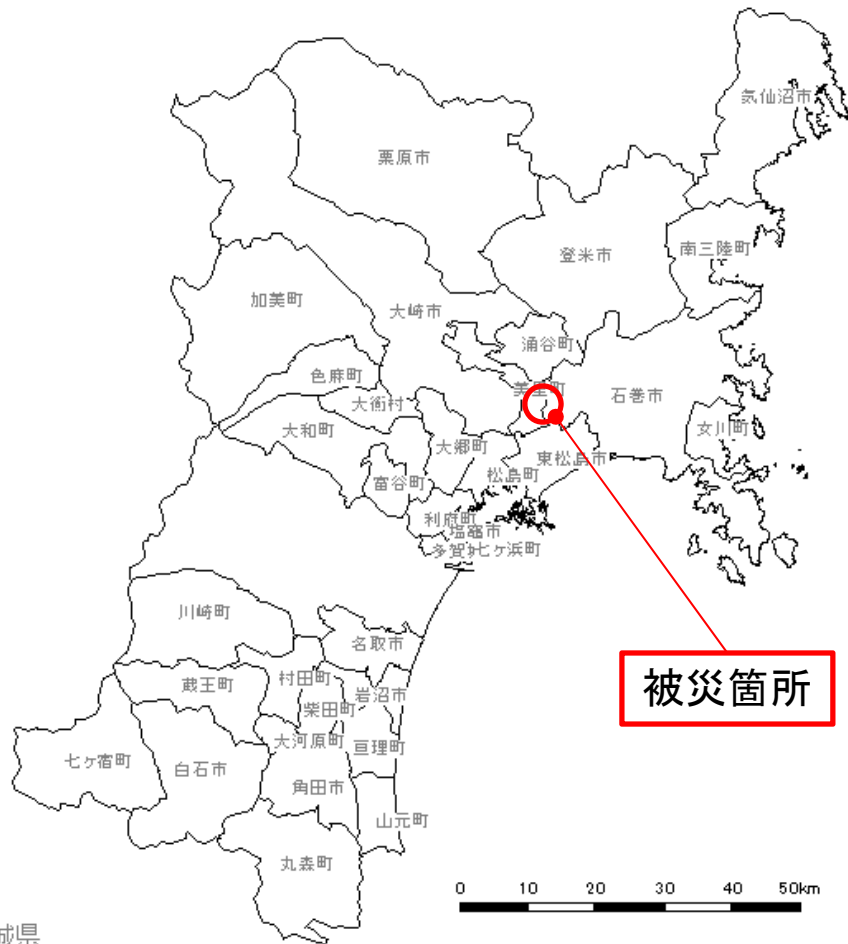 気仙沼市
栗原市
登米市
南三陸町
加美町
大崎市
涌谷町
色麻町
美里町
石巻市
大衡村
大和町
大郷町
女川町
東松島市
松島町
富谷町
利府町
塩竈市
七ヶ浜町
川崎町
名取市
村田町
蔵王町
岩沼市
柴田町
大河原町
亘理町
七ヶ宿町
白石市
角田市
山元町
丸森町
被災箇所
0 10 20 30 40 50km
城県